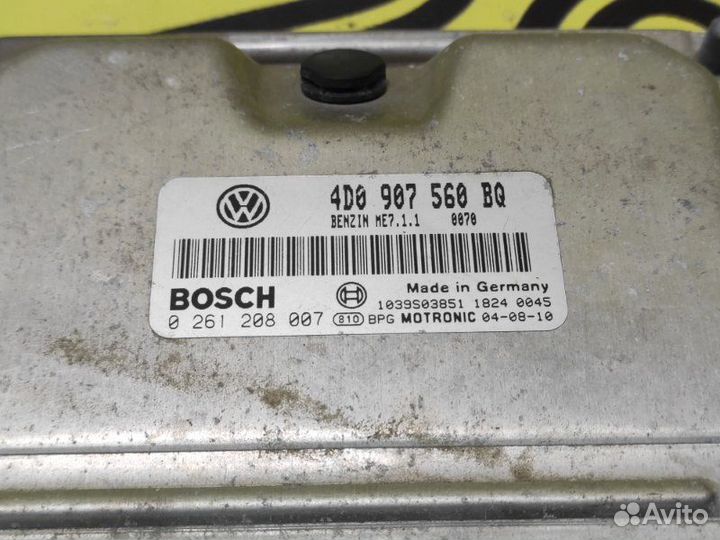 4D0 907 560 BQ
BENZIN ME7.1.1 0070
BOSCH
Made in Germany
1039S03851 1824 0045
0 261 208 007 810 BPG MOTRONIC 04-08-10
Avito